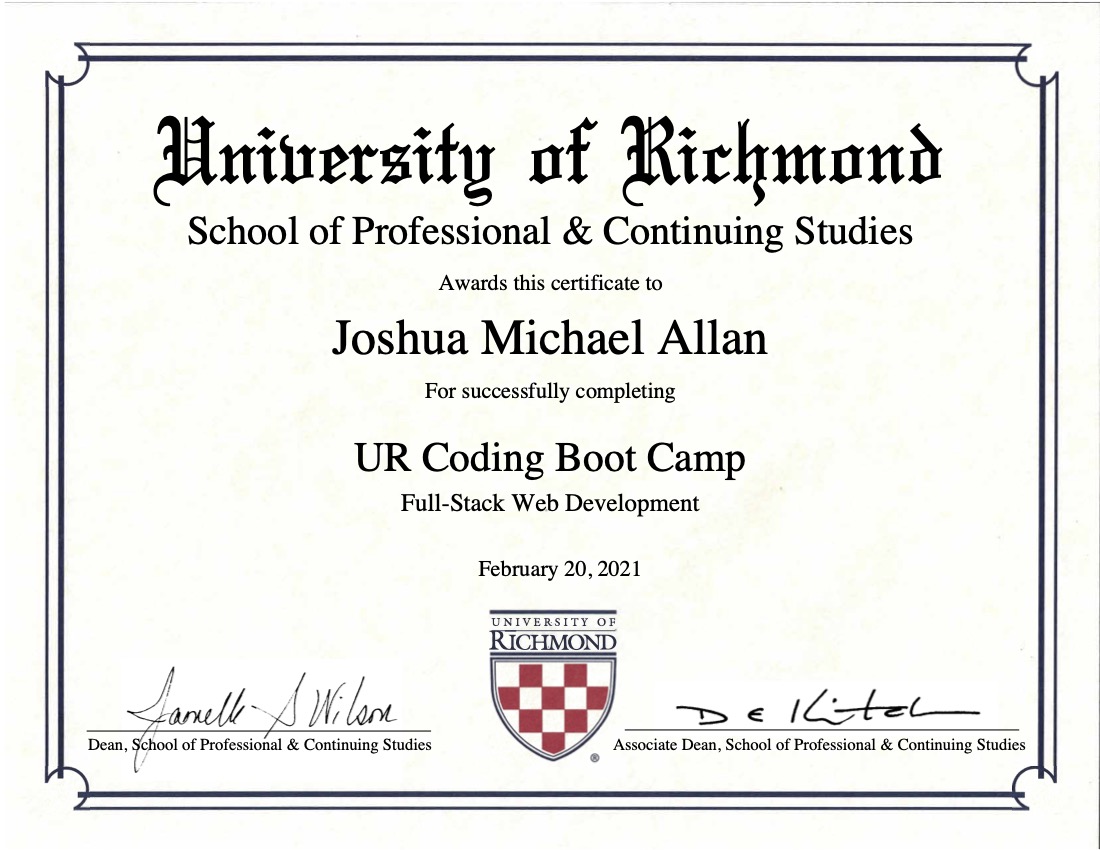 University of Richmond
School of Professional & Continuing Studies
Awards this certificate to
Joshua Michael Allan
For successfully completing
UR Coding Boot Camp
Full-Stack Web Development
February 20, 2021
UNIVERSITY OF
RICHMOND
®
Janelle S Wilson
Dean, School of Professional & Continuing Studies
D E Kitch
Associate Dean, School of Professional & Continuing Studies